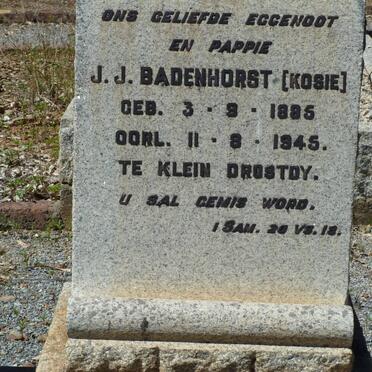 ONS GELIEFDE EGGENOOT
EN PAPPIE
J. J. BADENHORST [KOSIE]
GEB. 3 - 9 - 1885
OORL. 11 - 8 - 1945.
TE KLEIN DROSTDY.
U SAL GEMIS WORD.
1 SAM. 20 VS. 18.